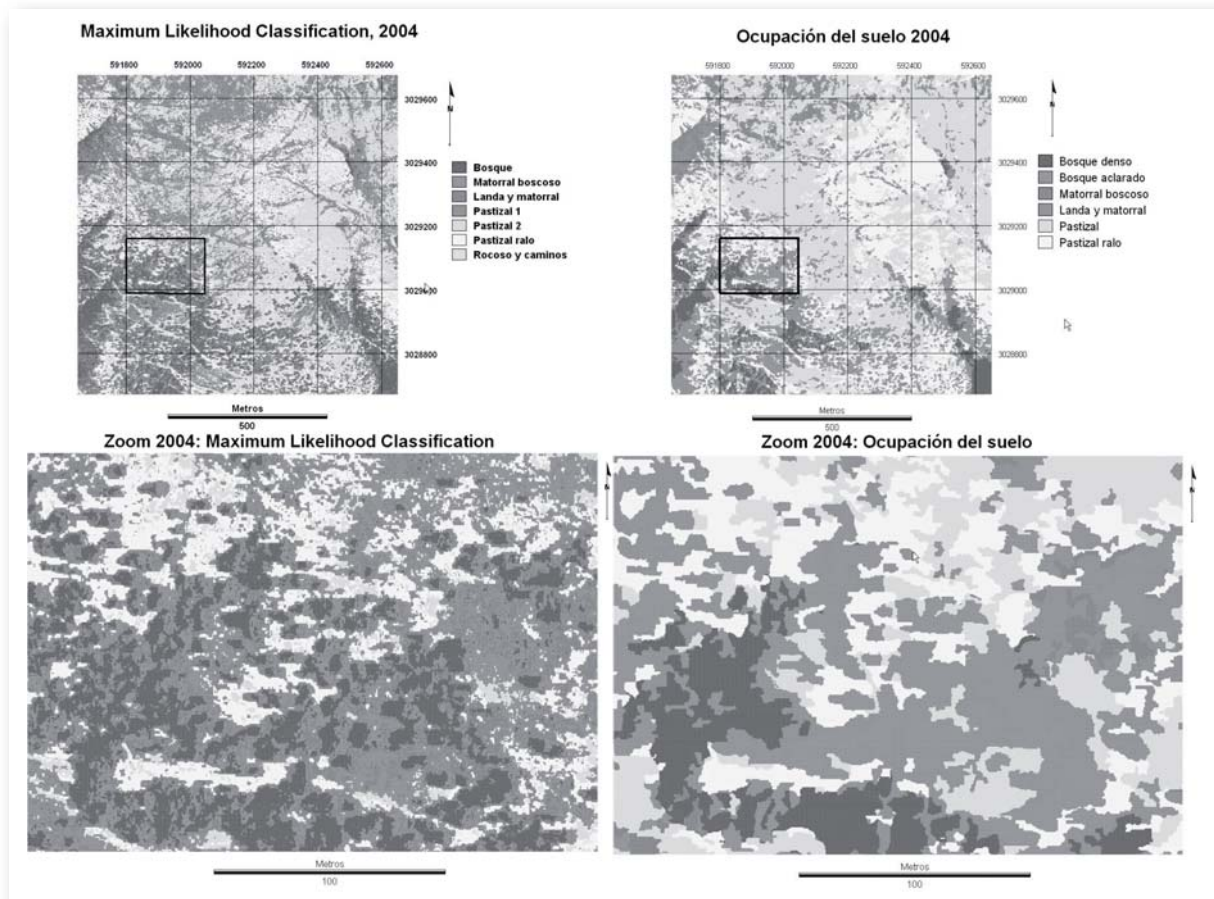 Maximum Likelihood Classification, 2004
591800 592000 592200 592400 592600
N
3029600
3029400
3029200
3028800
Bosque
Matorral boscoso
Landa y matorral
Pastizal 1
Pastizal 2
Pastizal ralo
Rocoso y caminos
Metros
500
Ocupación del suelo 2004
591800 592000 592200 592400 592600
N
3029600
3029400
3029200
3029000
3028800
Bosque denso
Bosque aclarado
Matorral boscoso
Landa y matorral
Pastizal
Pastizal ralo
Metros
500
Zoom 2004: Maximum Likelihood Classification
N
Metros
100
Zoom 2004: Ocupación del suelo
N
Metros
100